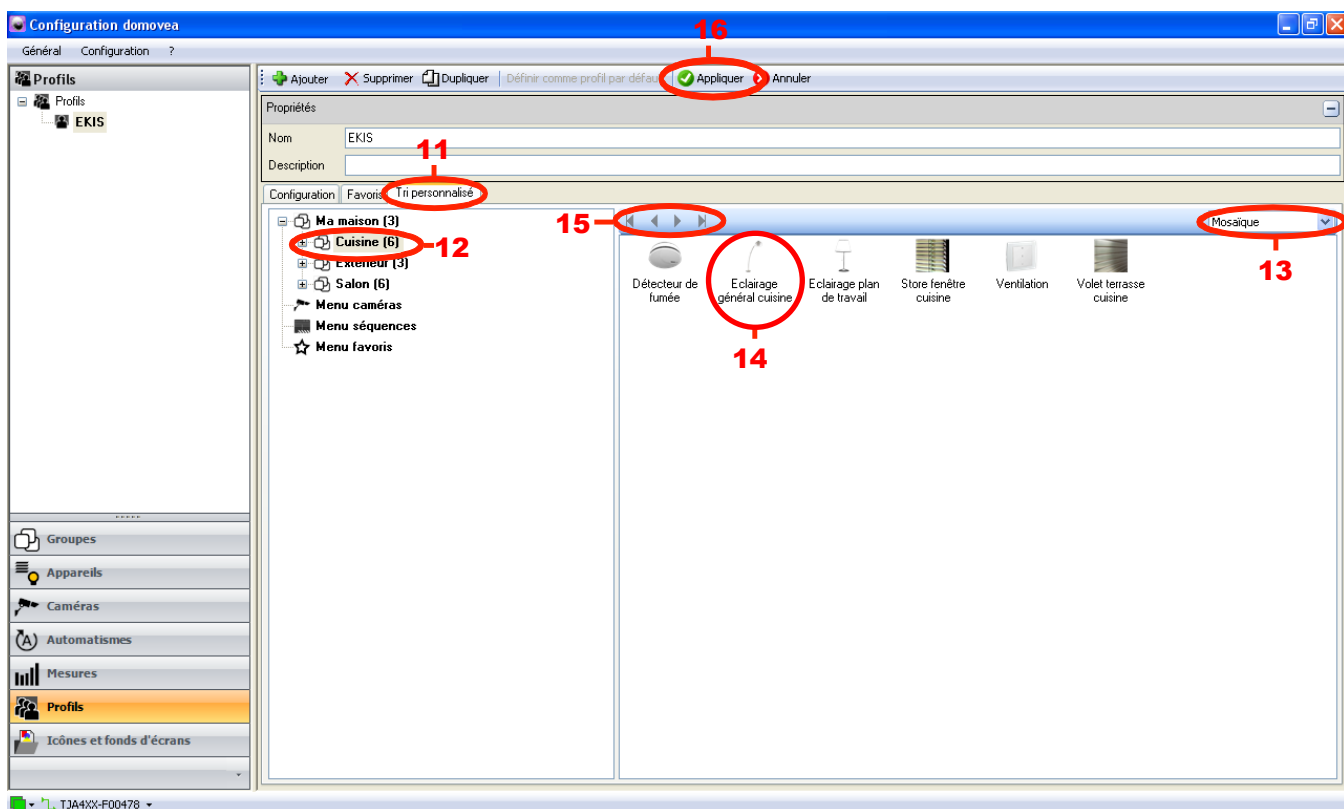 Configuration domovea
16
Général Configuration ?
Profils
Ajouter Supprimer Dupliquer Définir comme profil par défau Appliquer Annuler
Profils
EKIS
Propriétés
Nom EKIS
11
Description
Configuration Favoris Tri personnalisé
Ma maison (3)
15
Mosaïque
Cuisine (6)
12
13
Extérieur (3)
Salon (6)
Menu caméras
Menu séquences
Menu favoris
Détecteur de fumée
Eclairage général cuisine
Eclairage plan de travail
Store fenêtre cuisine
Ventilation
Volet terrasse cuisine
14
Groupes
Appareils
Caméras
Automatismes
Mesures
Profils
Icônes et fonds d'écrans
TJA4XX-F00478